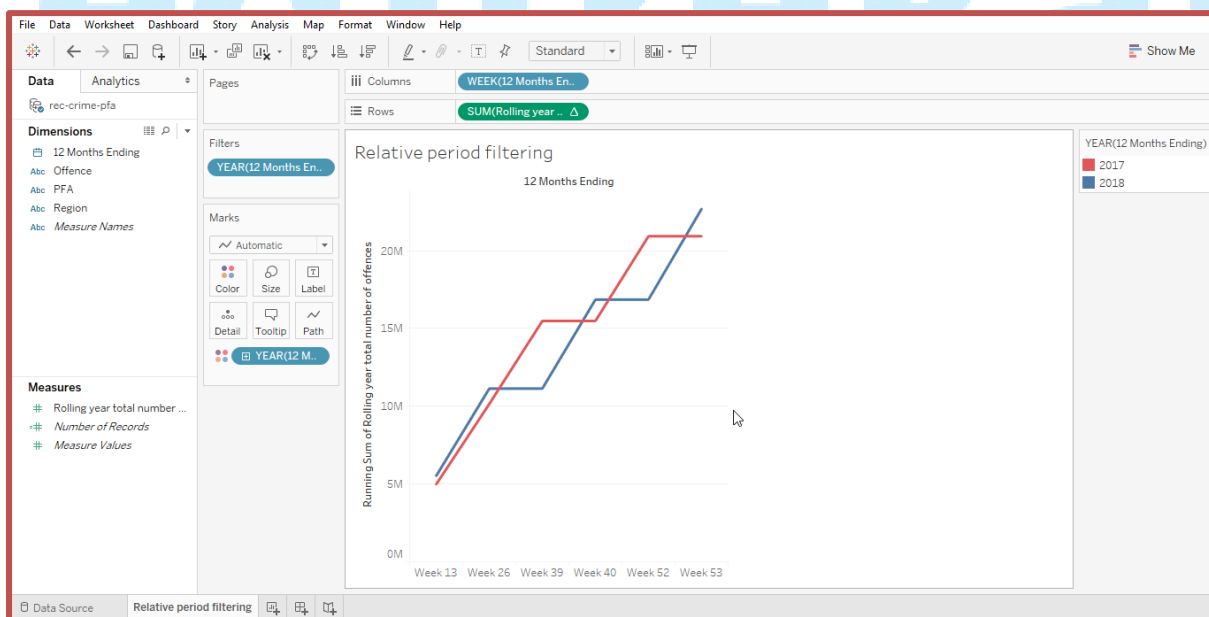 File Data Worksheet Dashboard Story Analysis Map Format Window Help
Standard
Show Me
Data Analytics
rec-crime-pfa
Dimensions
12 Months Ending
Abc Offence
Abc PFA
Abc Region
Abc Measure Names
Measures
Rolling year total number ...
Number of Records
Measure Values
Pages
Filters
YEAR(12 Months En..
Marks
Automatic
Color Size Label
Detail Tooltip Path
YEAR(12 M..
Columns WEEK(12 Months En..
Rows SUM(Rolling year .. Δ
Relative period filtering
12 Months Ending
Running Sum of Rolling year total number of offences
20M
15M
10M
5M
0M
Week 13 Week 26 Week 39 Week 40 Week 52 Week 53
YEAR(12 Months Ending)
2017
2018
Data Source Relative period filtering